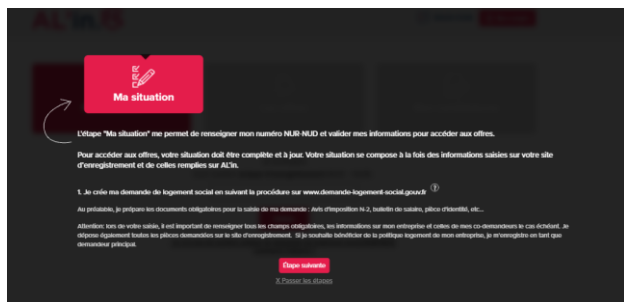 AL'in
Ma situation
L'étape "Ma situation" me permet de renseigner mon numéro NUR-NUD et valider mes informations pour accéder aux offres.
Pour accéder aux offres, votre situation doit être complète et à jour. Votre situation se compose à la fois des informations saisies sur votre site
d'enregistrement et de celles remplies sur AL'in.
1. Je crée ma demande de logement social en suivant la procédure sur www.demande-logement-social.gouv.fr ?
Au préalable, je prépare les documents obligatoires pour la saisie de ma demande : Avis d'imposition N-2, bulletin de salaire, pièce d'identité, etc...
Attention: lors de votre saisie, il est important de renseigner tous les champs obligatoires, les informations sur mon entreprise et celles de mes co-demandeurs le cas échéant. Je
dépose également toutes les pièces demandées sur le site d'enregistrement. Si je souhaite bénéficier de la politique logement de mon entreprise, je m'enregistre en tant que
demandeur principal.
Étape suivante
X Passer les étapes